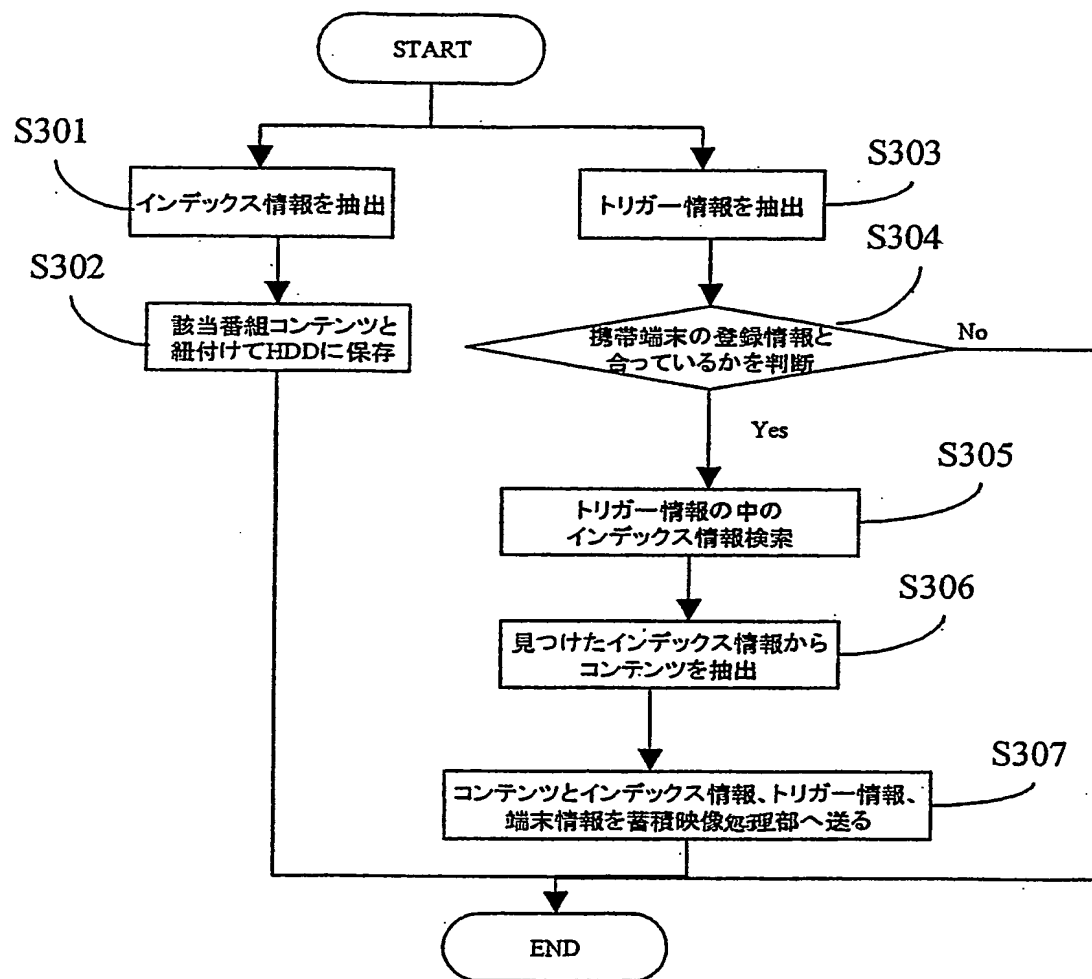 START
S301
インデックス情報を抽出
S302
該当番組コンテンツと
紐付けてHDDに保存
S303
トリガー情報を抽出
S304
携帯端末の登録情報と
合っているかを判断
No
Yes
S305
トリガー情報の中の
インデックス情報検索
S306
見つけたインデックス情報から
コンテンツを抽出
S307
コンテンツとインデックス情報、トリガー情報、
端末情報を蓄積映像処理部へ送る
END